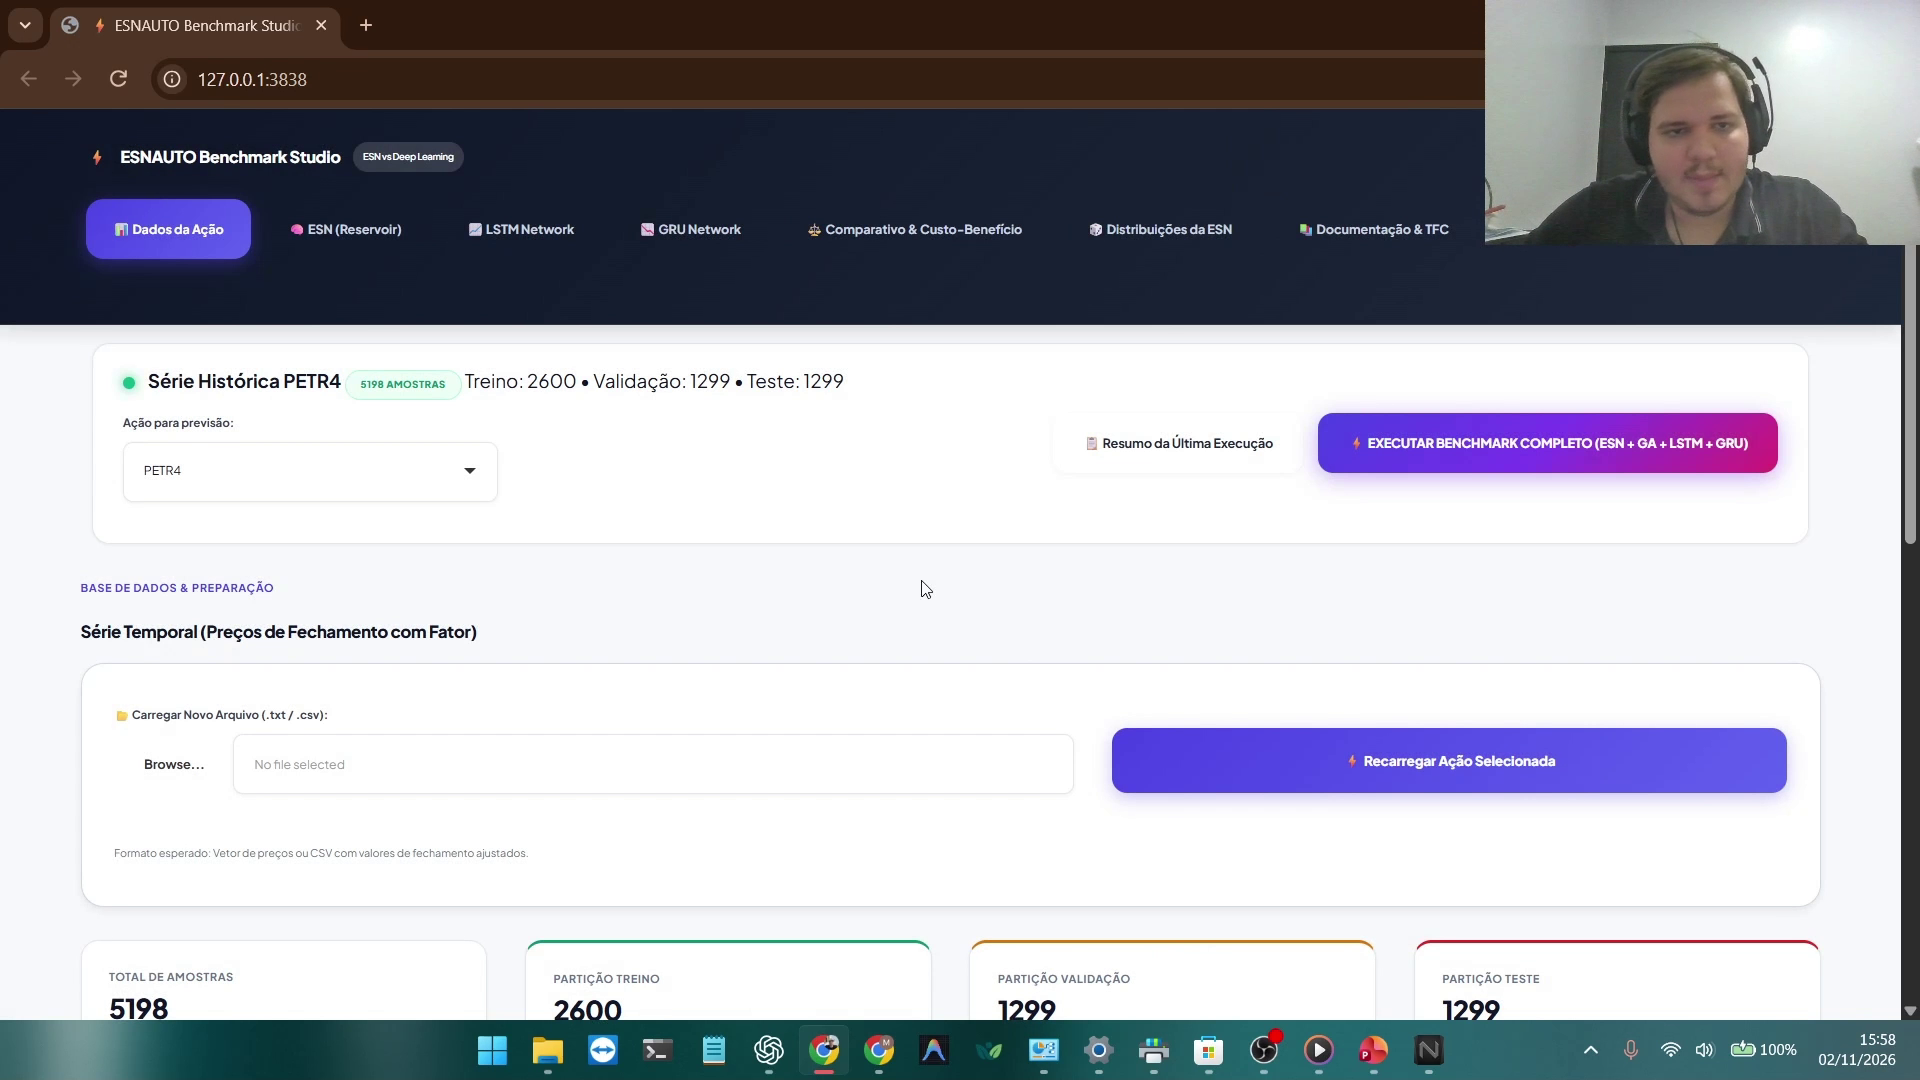 ESNAUTO Benchmark Studio
127.0.0.1:3838
ESNAUTO Benchmark Studio
ESN vs Deep Learning
Dados da Ação
ESN (Reservoir)
LSTM Network
GRU Network
Comparativo & Custo-Benefício
Distribuições da ESN
Documentação & TFC
Série Histórica PETR4 5198 AMOSTRAS Treino: 2600 • Validação: 1299 • Teste: 1299
Ação para previsão:
PETR4
Resumo da Última Execução
EXECUTAR BENCHMARK COMPLETO (ESN + GA + LSTM + GRU)
BASE DE DADOS & PREPARAÇÃO
Série Temporal (Preços de Fechamento com Fator)
Carregar Novo Arquivo (.txt / .csv):
Browse...
No file selected
Recarregar Ação Selecionada
Formato esperado: Vetor de preços ou CSV com valores de fechamento ajustados.
TOTAL DE AMOSTRAS
5198
PARTIÇÃO TREINO
2600
PARTIÇÃO VALIDAÇÃO
1299
PARTIÇÃO TESTE
1299
100%
15:58
02/11/2026